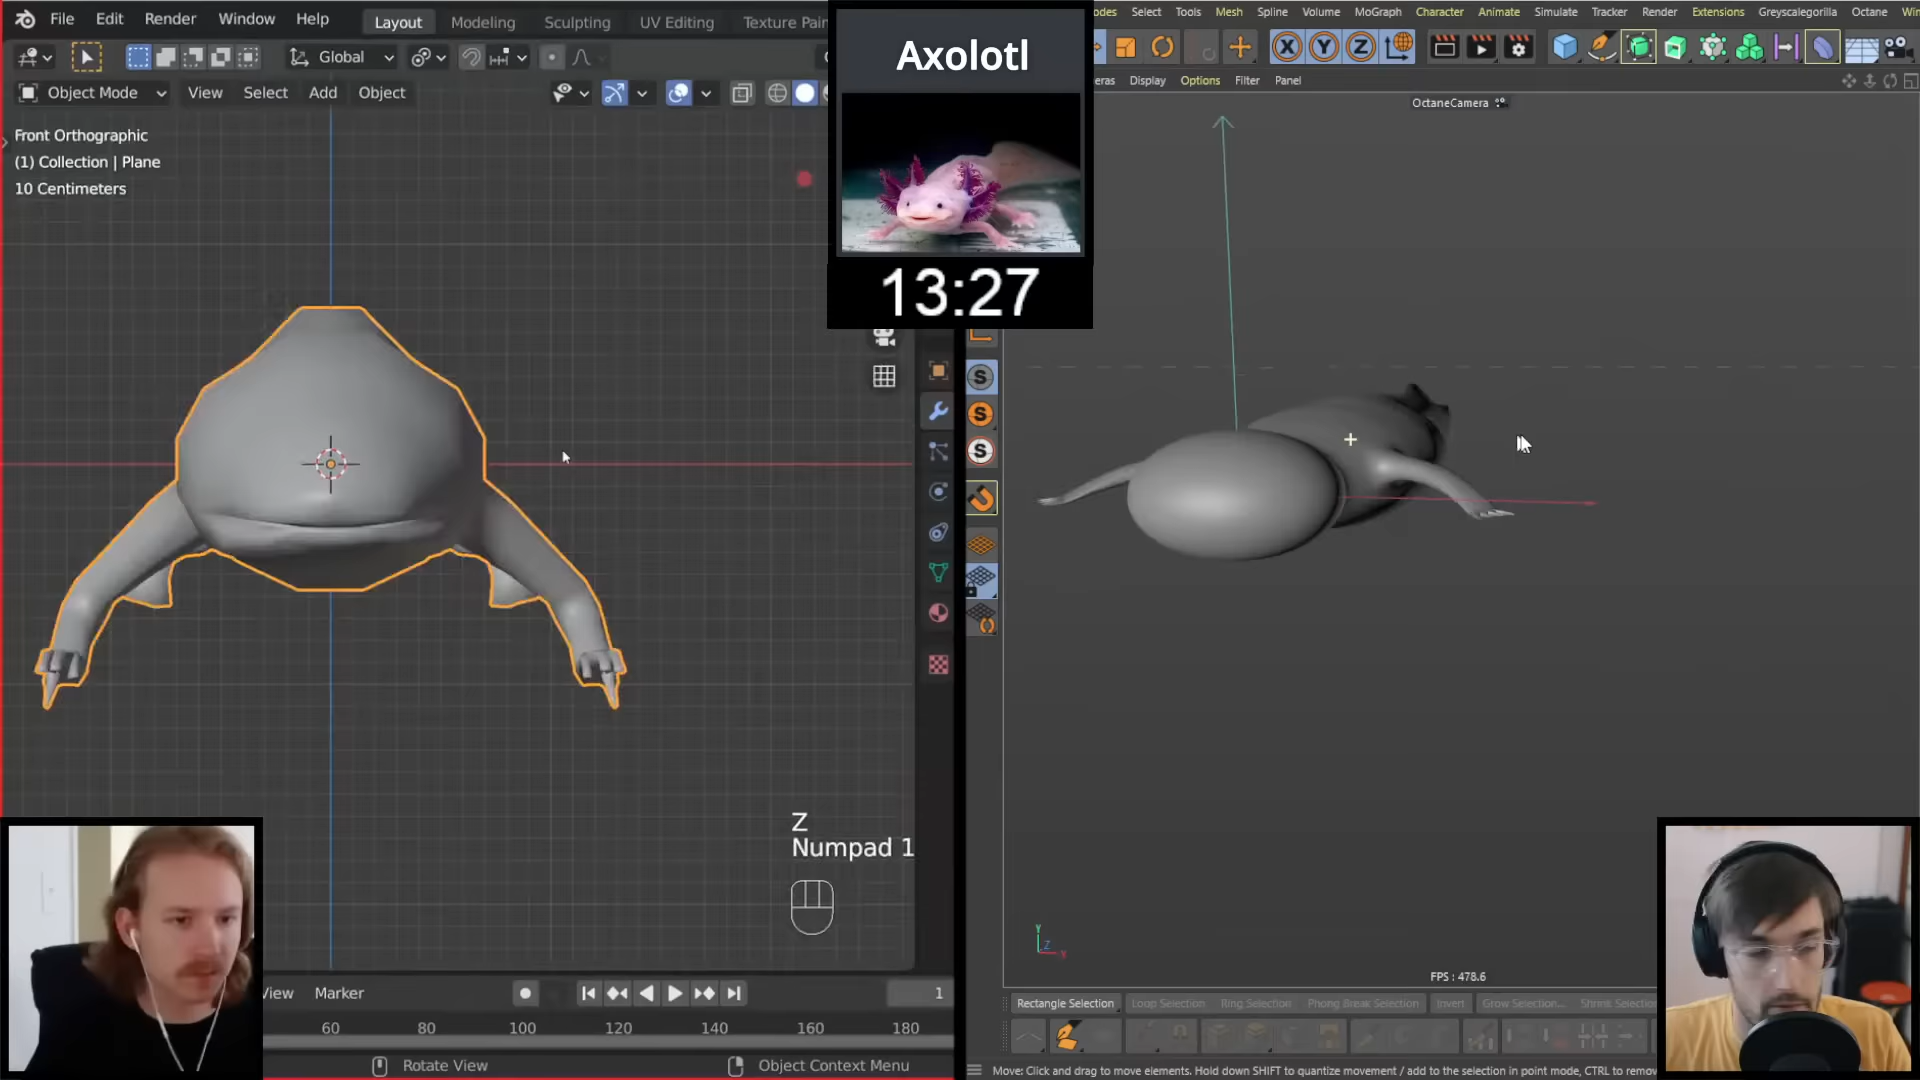 File Edit Render Window Help
Layout Modeling Sculpting UV Editing Texture Pain
Global
Object Mode View Select Add Object
Front Orthographic
(1) Collection | Plane
10 Centimeters
Axolotl
13:27
Z
Numpad 1
View Marker
1
60 80 100 120 140 160 180
Rotate View Object Context Menu
odes Select Tools Mesh Spline Volume MoGraph Character Animate Simulate Tracker Render Extensions Greyscalegorilla Octane Win
X Y Z
eras Display Options Filter Panel
OctaneCamera
S
S
S
Y
Z
X
FPS : 478.6
Rectangle Selection Loop Selection Ring Selection Phong Break Selection Invert Grow Selection... Shrink Selectio
Move: Click and drag to move elements. Hold down SHIFT to quantize movement / add to the selection in point mode, CTRL to remov